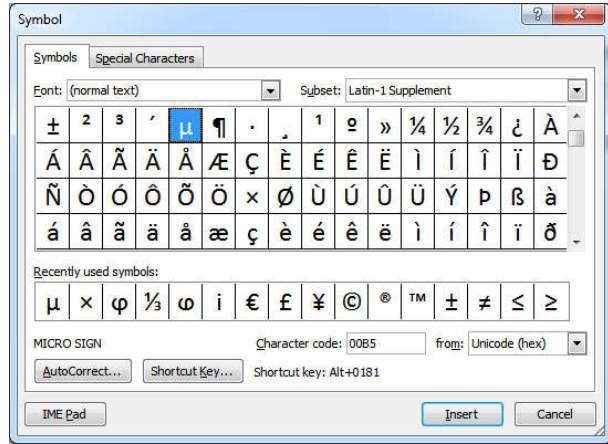 Symbol
Symbols Special Characters
Font: (normal text) Subset: Latin-1 Supplement
± ² ³ ´ µ ¶ · ¸ ¹ º » ¼ ½ ¾ ¿ À
Á Â Ã Ä Å Æ Ç È É Ê Ë Ì Í Î Ï Ð
Ñ Ò Ó Ô Õ Ö × Ø Ù Ú Û Ü Ý Þ ß à
á â ã ä å æ ç è é ê ë ì í î ï ð
Recently used symbols:
µ × φ ⅓ φ i € £ ¥ © ® ™ ± ≠ ≤ ≥
MICRO SIGN Character code: 00B5 from: Unicode (hex)
AutoCorrect... Shortcut Key... Shortcut key: Alt+0181
IME Pad Insert Cancel